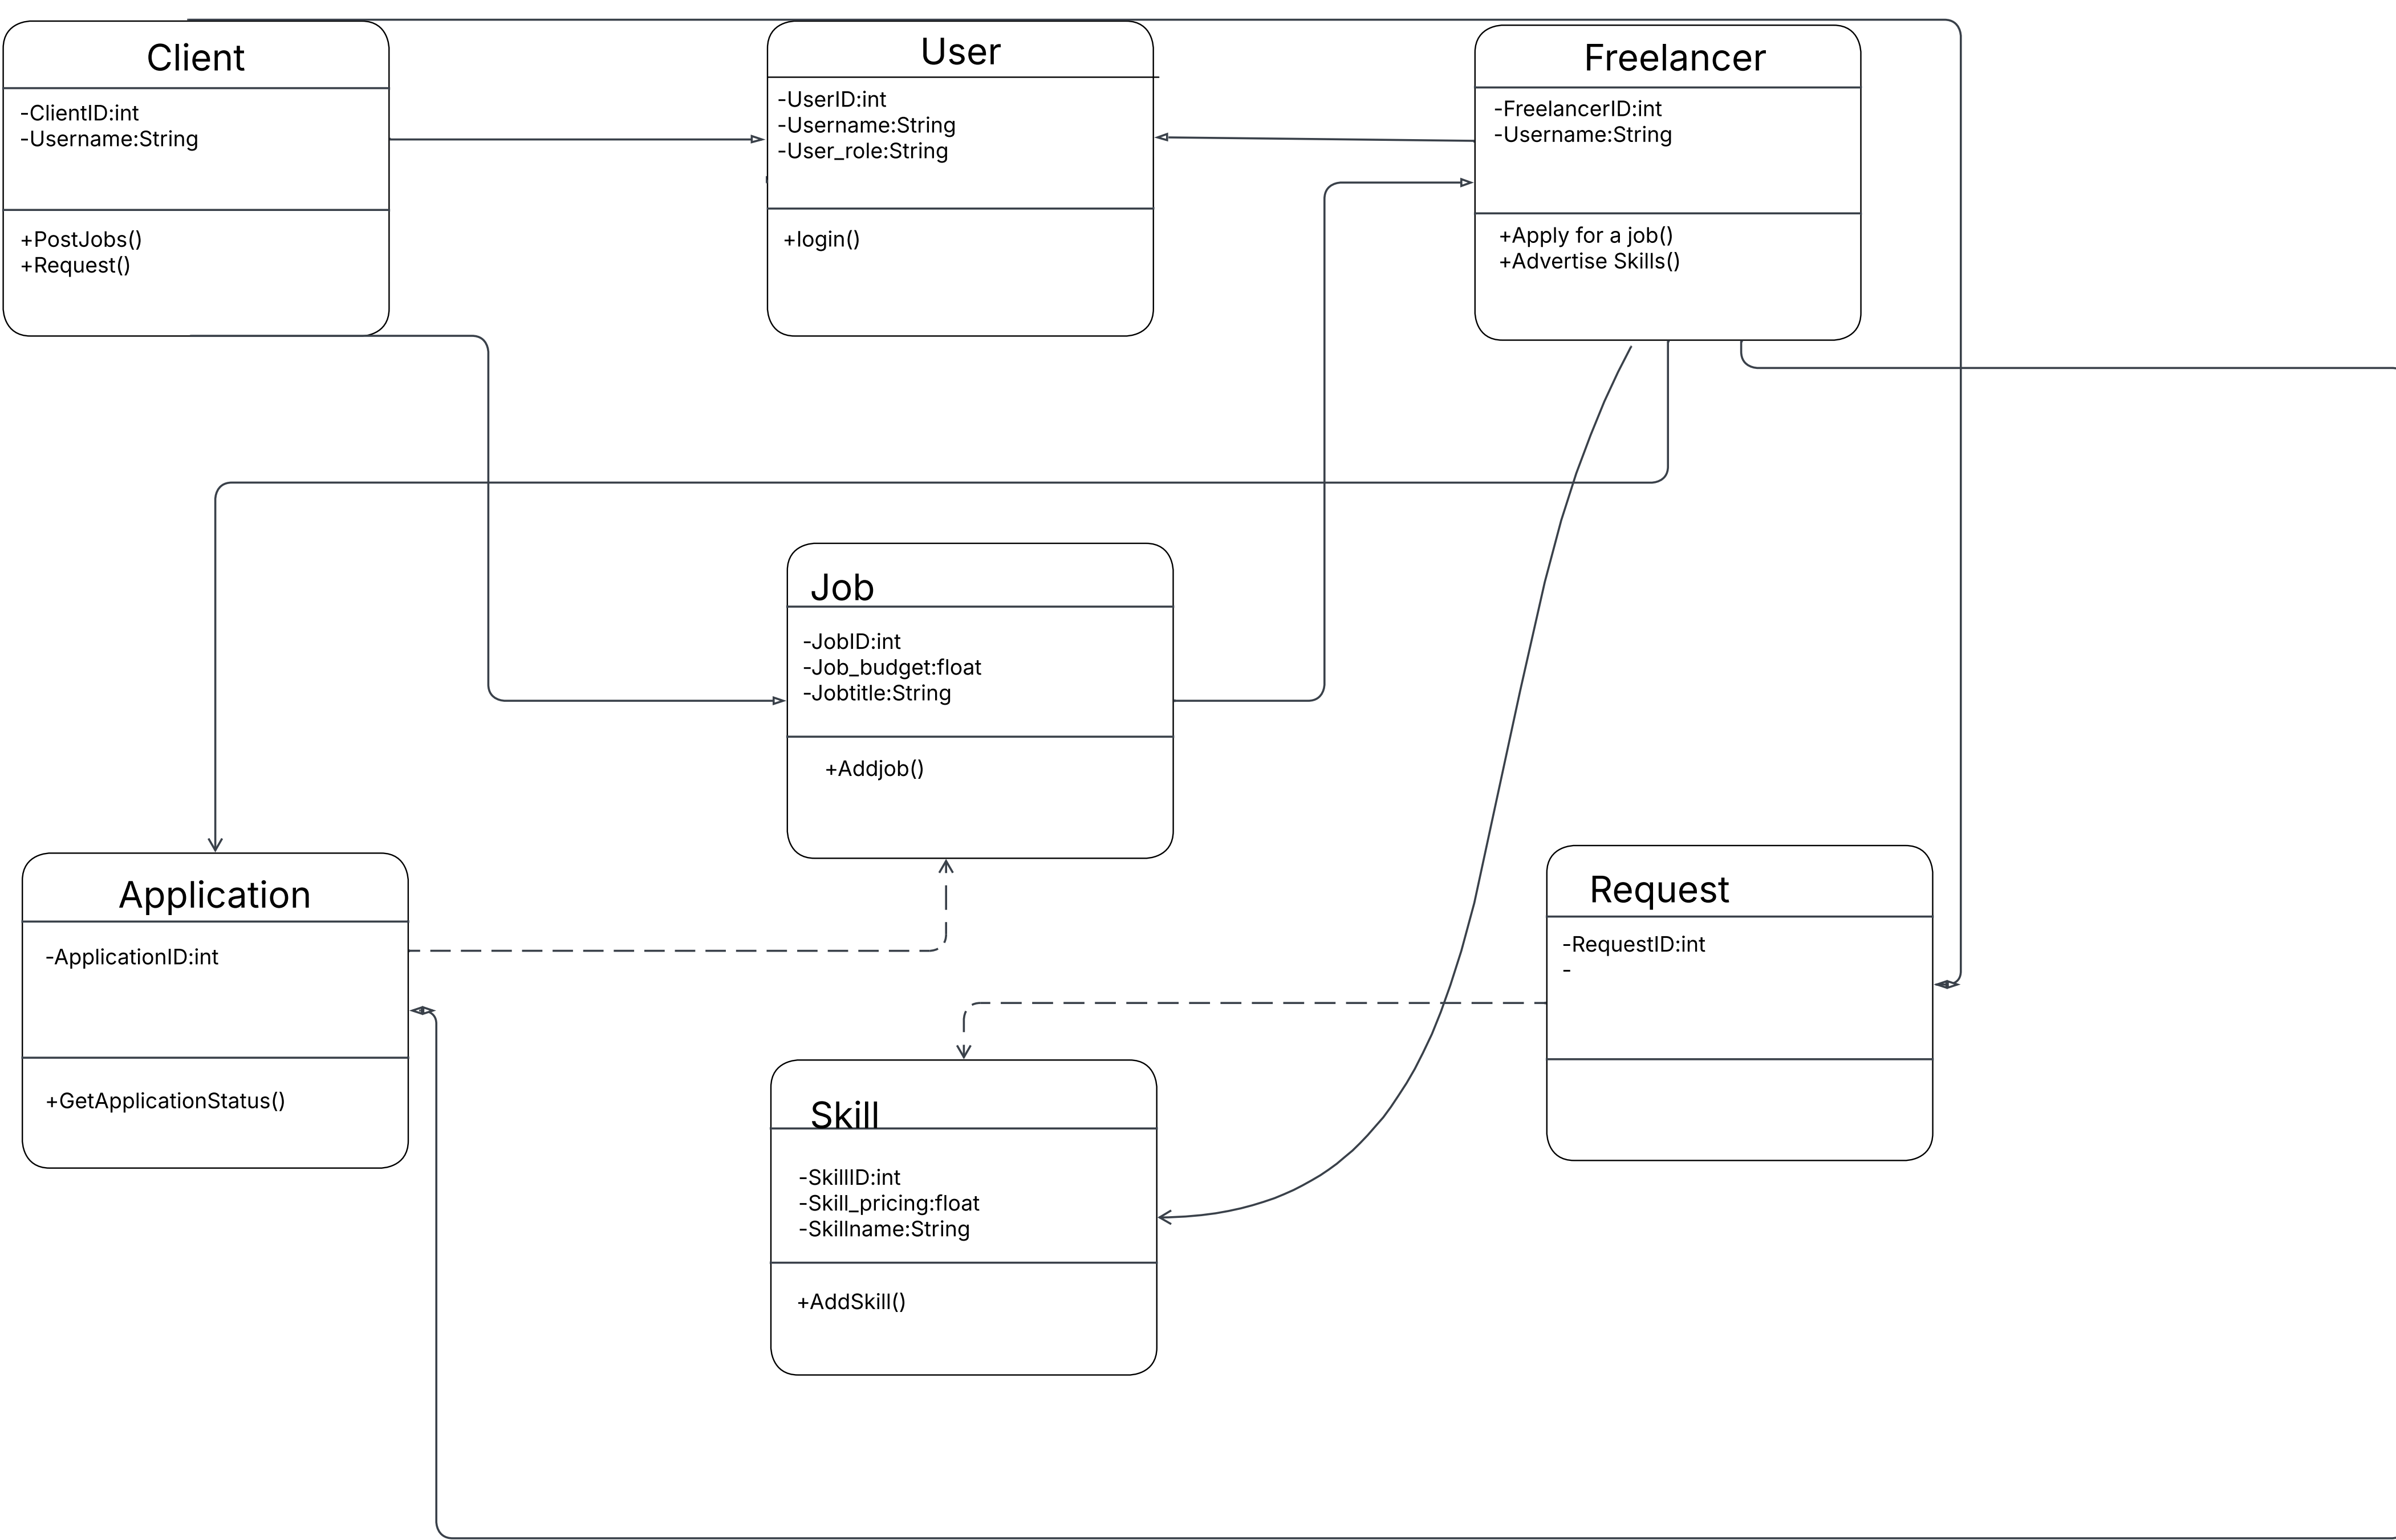 Client
-ClientID:int
-Username:String
+PostJobs()
+Request()
User
-UserID:int
-Username:String
-User_role:String
+login()
Freelancer
-FreelancerID:int
-Username:String
+Apply for a job()
+Advertise Skills()
Job
-JobID:int
-Job_budget:float
-Jobtitle:String
+Addjob()
Application
-ApplicationID:int
+GetApplicationStatus()
Request
-RequestID:int
-
Skill
-SkillID:int
-Skill_pricing:float
-Skillname:String
+AddSkill()